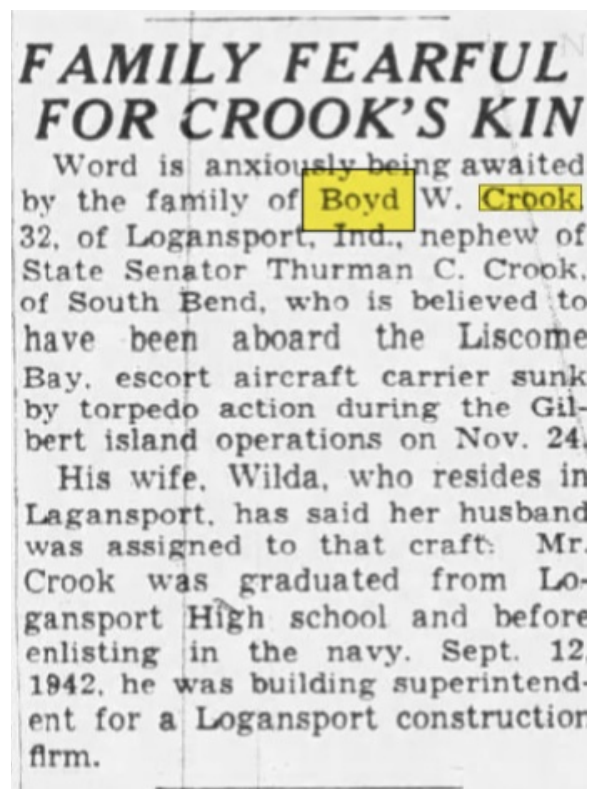 FAMILY FEARFUL
FOR CROOK'S KIN
Word is anxiously being awaited
by the family of Boyd W. Crook,
32, of Logansport, Ind., nephew of
State Senator Thurman C. Crook,
of South Bend, who is believed to
have been aboard the Liscome
Bay, escort aircraft carrier sunk
by torpedo action during the Gil-
bert island operations on Nov. 24.
His wife, Wilda, who resides in
Lagansport, has said her husband
was assigned to that craft. Mr.
Crook was graduated from Lo-
gansport High school and before
enlisting in the navy. Sept. 12,
1942, he was building superintend-
ent for a Logansport construction
firm.